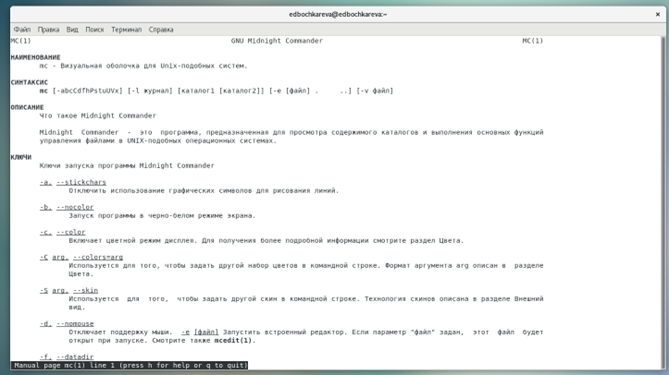 edbochkareva@edbochkareva:~
Файл Правка Вид Поиск Терминал Справка
MC(1) GNU Midnight Commander MC(1)
НАИМЕНОВАНИЕ
mc - Визуальная оболочка для Unix-подобных систем.
СИНТАКСИС
mc [-abcCdfhPstuUVx] [-l журнал] [каталог1 [каталог2]] [-e [файл] . ..] [-v файл]
ОПИСАНИЕ
Что такое Midnight Commander
Midnight Commander - это программа, предназначенная для просмотра содержимого каталогов и выполнения основных функций
управления файлами в UNIX-подобных операционных системах.
КЛЮЧИ
Ключи запуска программы Midnight Commander
-a, --stickchars
Отключить использование графических символов для рисования линий.
-b, --nocolor
Запуск программы в черно-белом режиме экрана.
-c, --color
Включает цветной режим дисплея. Для получения более подробной информации смотрите раздел Цвета.
-C arg, --colors=arg
Используется для того, чтобы задать другой набор цветов в командной строке. Формат аргумента arg описан в разделе
Цвета.
-S arg, --skin
Используется для того, чтобы задать другой скин в командной строке. Технология скинов описана в разделе Внешний
вид.
-d, --nomouse
Отключает поддержку мыши. -e [файл] Запустить встроенный редактор. Если параметр "файл" задан, этот файл будет
открыт при запуске. Смотрите также mcedit(1).
-f, --datadir
Manual page mc(1) line 1 (press h for help or q to quit)